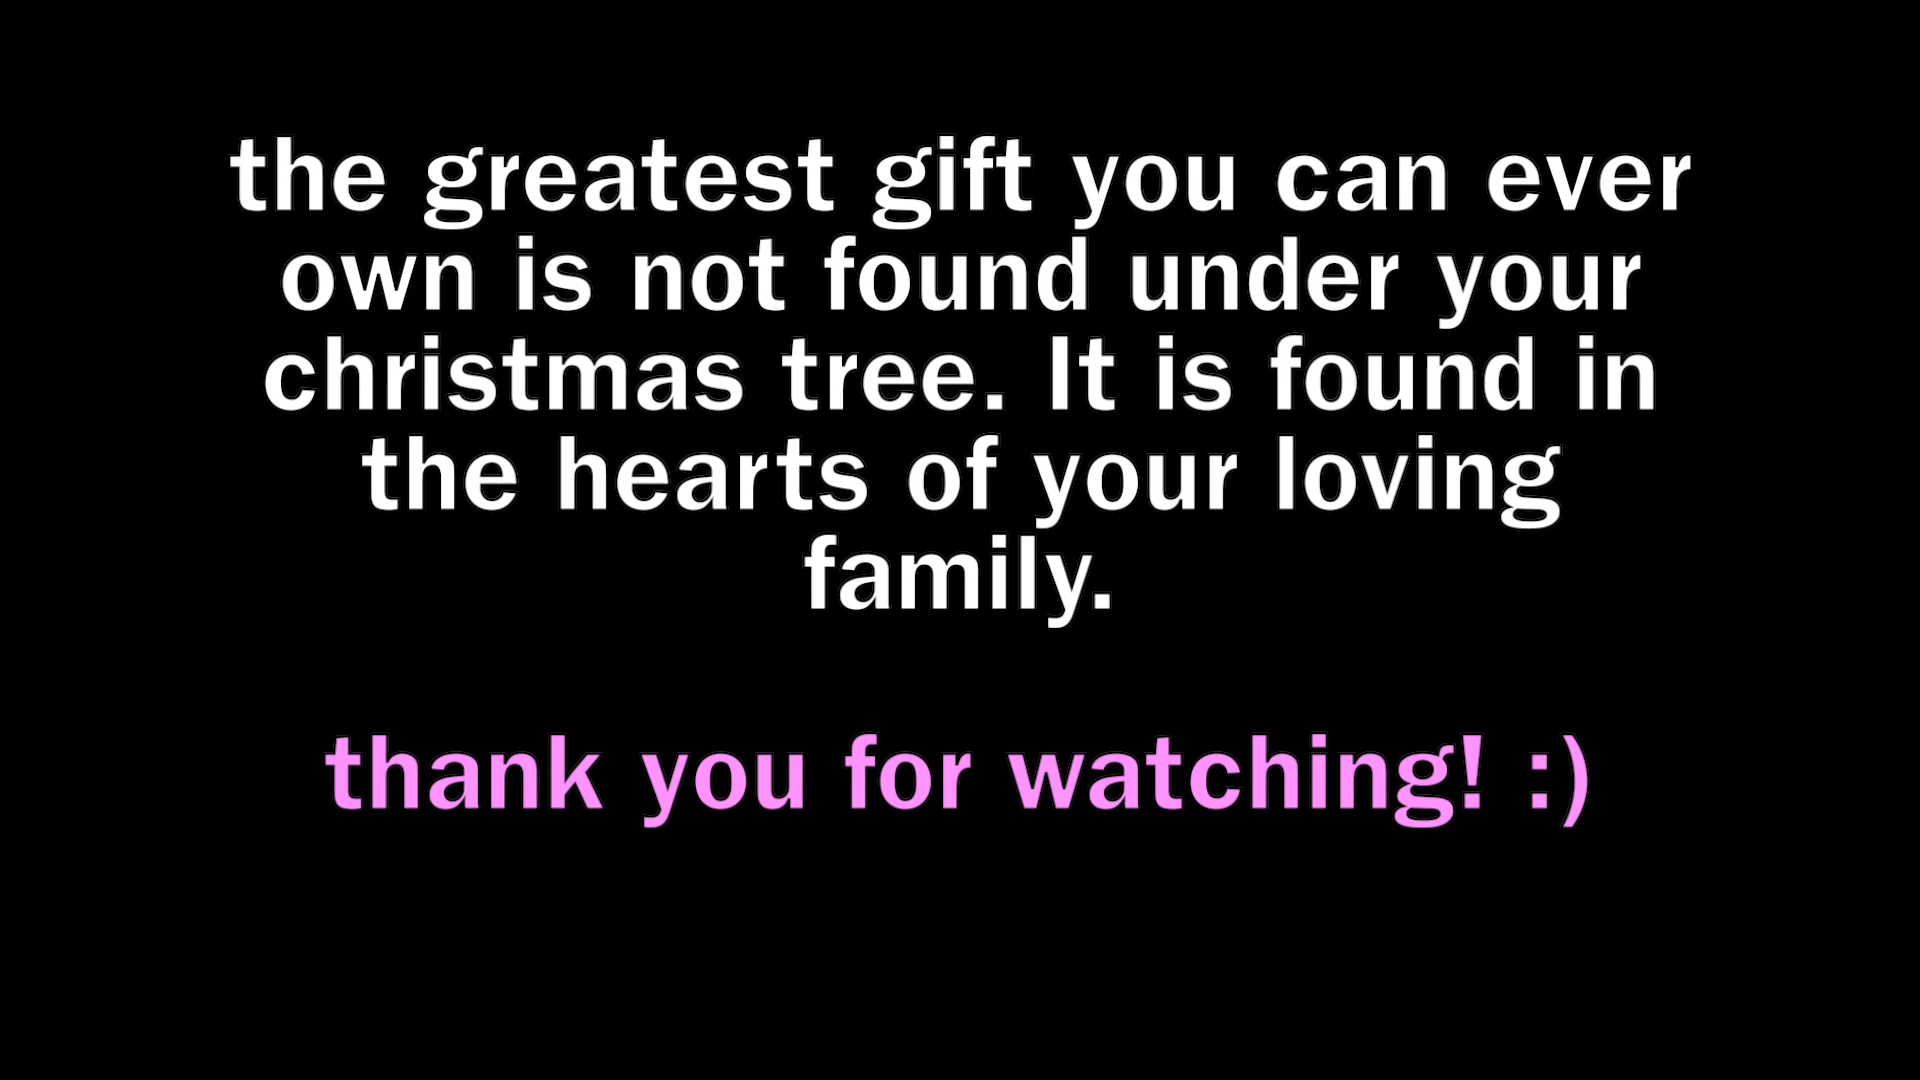 the greatest gift you can ever
own is not found under your
christmas tree. It is found in
the hearts of your loving
family.
thank you for watching! :)